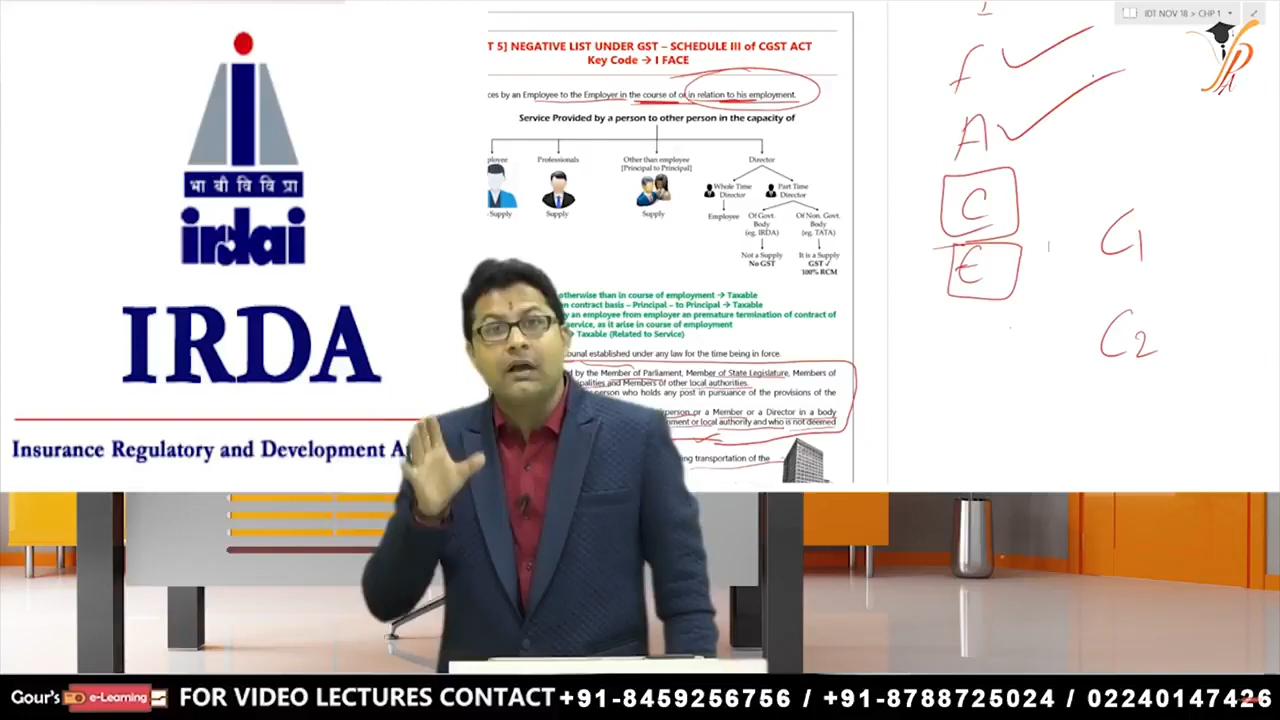 भा बी वि वि प्रा
irdai
IRDA
Insurance Regulatory and Development A
T 5] NEGATIVE LIST UNDER GST – SCHEDULE III of CGST ACT
Key Code → I FACE
ces by an Employee to the Employer in the course of or in relation to his employment.
Service Provided by a person to other person in the capacity of
ployee
Professionals
Other than employee
[Principal to Principal]
Director
Whole Time Director
Part Time Director
Supply
Supply
Supply
Employee
Of Govt. Body (eg. IRDA)
Of Non. Govt. Body (eg. TATA)
Not a Supply
No GST
It is a Supply
GST ✓
100% RCM
otherwise than in course of employment → Taxable
on contract basis – Principal – to Principal → Taxable
y an employee from employer an premature termination of contract of
service, as it arise in course of employment
→ Taxable (Related to Service)
unal established under any law for the time being in force.
ed by the Member of Parliament, Member of State Legislature, Members of
ipalities and Members of other local authorities.
erson who holds any post in pursuance of the provisions of the
person or a Member or a Director in a body
nment or local authority and who is not deemed
ing transportation of the
IDT NOV 18 > CHP 1
I
F
A
C
E
C1
C2
Gour's e-Learning FOR VIDEO LECTURES CONTACT +91-8459256756 / +91-8788725024 / 02240147426